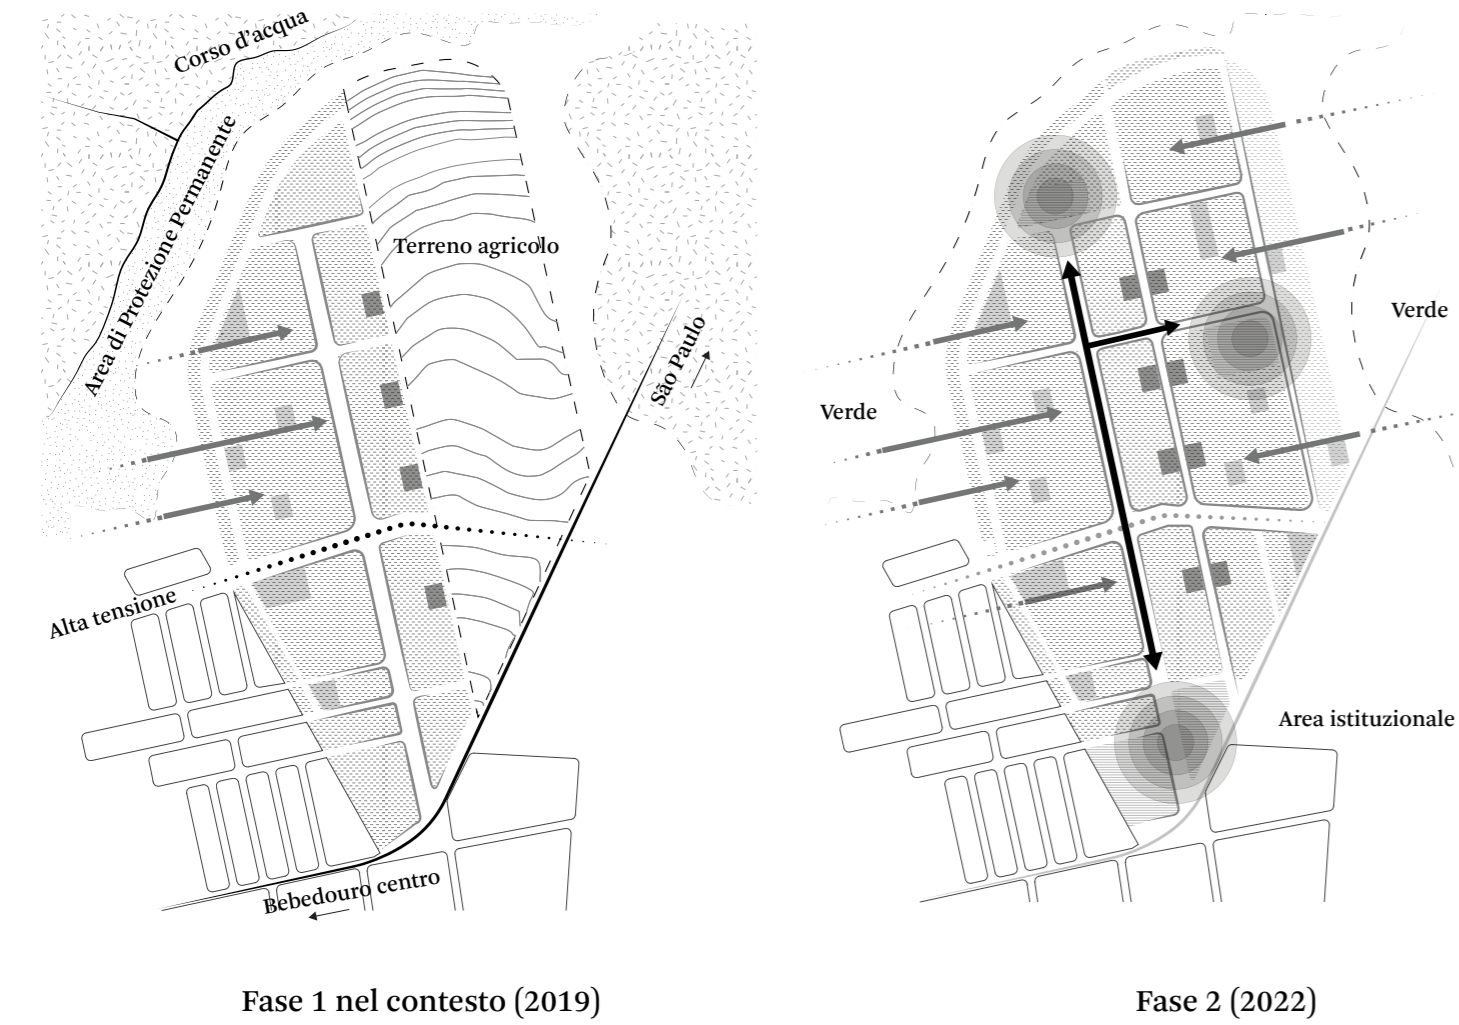 Corso d'acqua
Area di Protezione Permanente
Terreno agricolo
São Paulo
Alta tensione
Bebedouro centro
Fase 1 nel contesto (2019)
Verde
Verde
Area istituzionale
Fase 2 (2022)